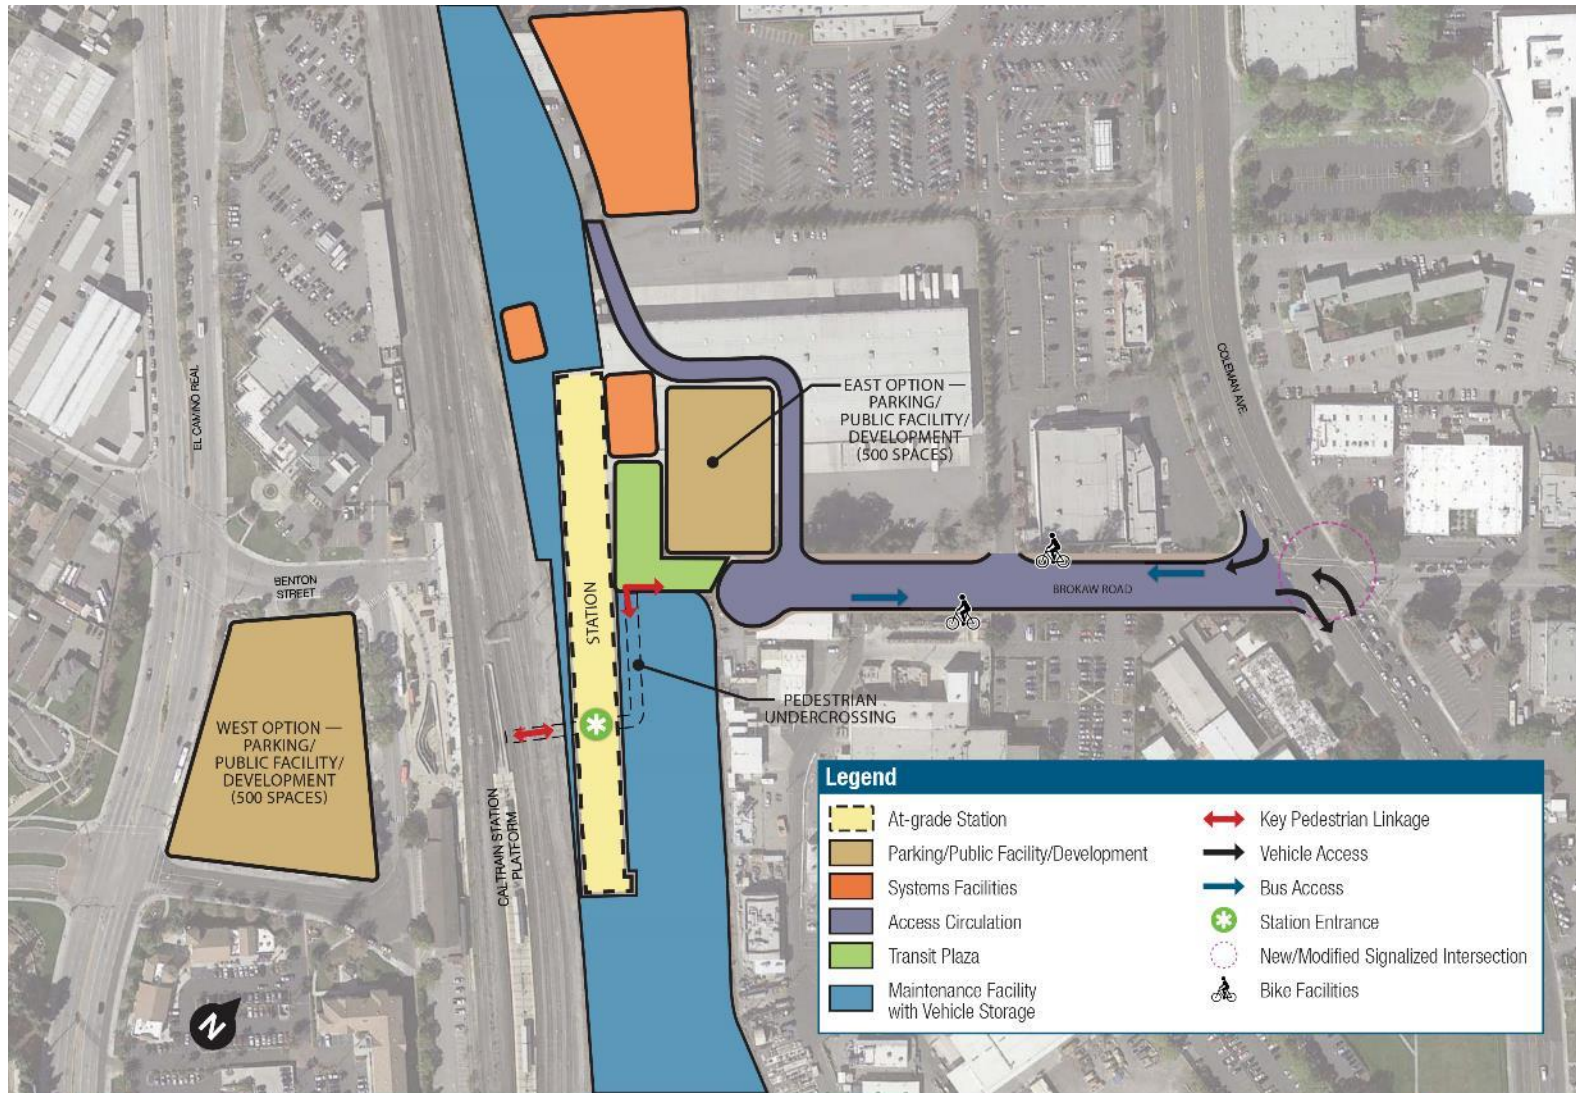 EL CAMINO REAL
BENTON
STREET
WEST OPTION —
PARKING/
PUBLIC FACILITY/
DEVELOPMENT
(500 SPACES)
CALTRAIN STATION
PLATFORM
STATION
EAST OPTION —
PARKING/
PUBLIC FACILITY/
DEVELOPMENT
(500 SPACES)
PEDESTRIAN
UNDERCROSSING
BROKAW ROAD
COLEMAN AVE.
N
Legend
At-grade Station
Parking/Public Facility/Development
Systems Facilities
Access Circulation
Transit Plaza
Maintenance Facility
with Vehicle Storage
Key Pedestrian Linkage
Vehicle Access
Bus Access
Station Entrance
New/Modified Signalized Intersection
Bike Facilities